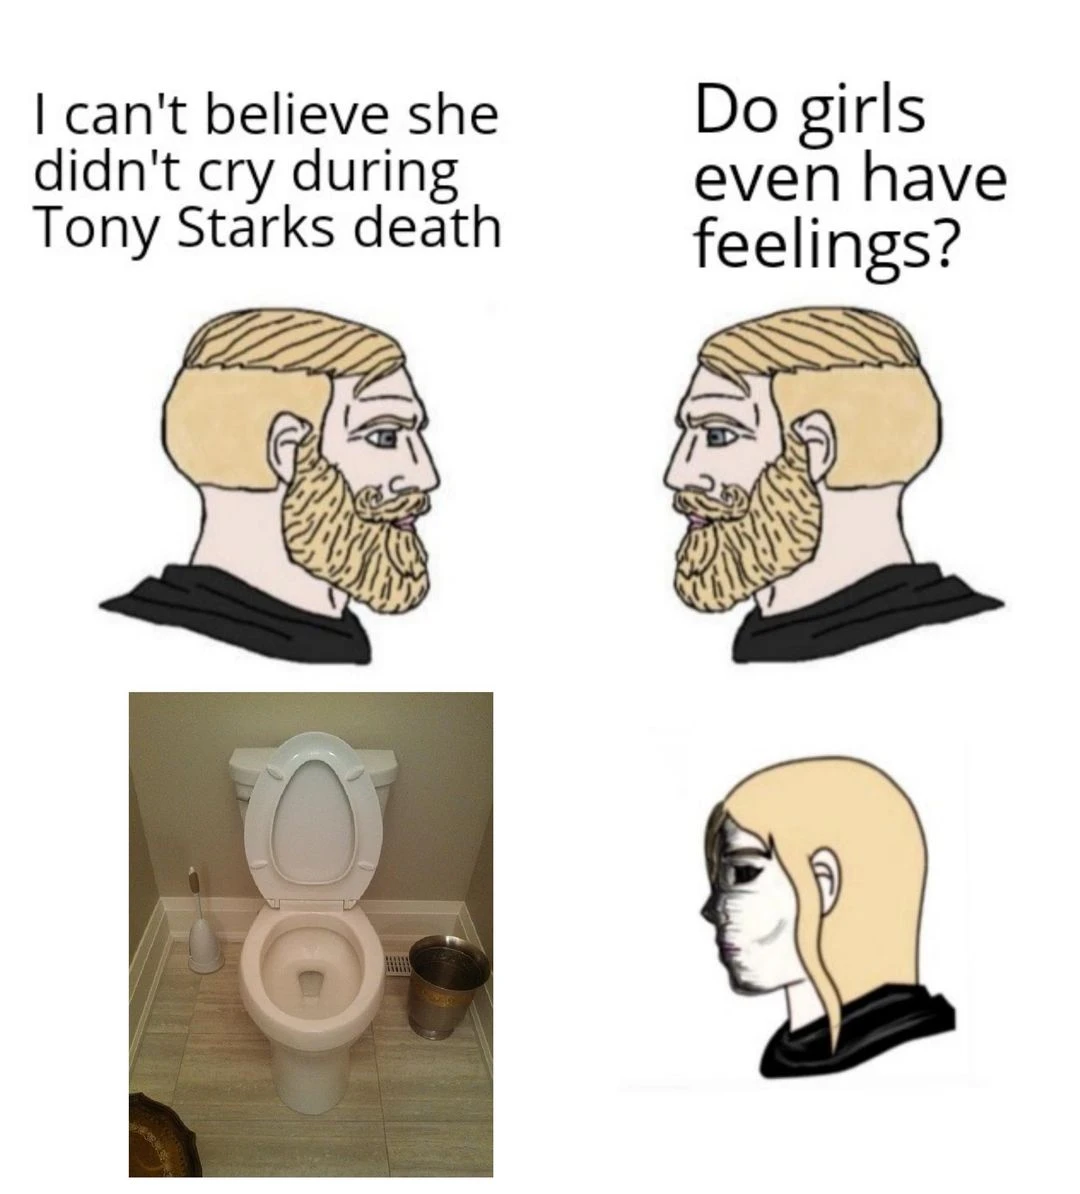 I can't believe she
didn't cry during
Tony Starks death
Do girls
even have
feelings?